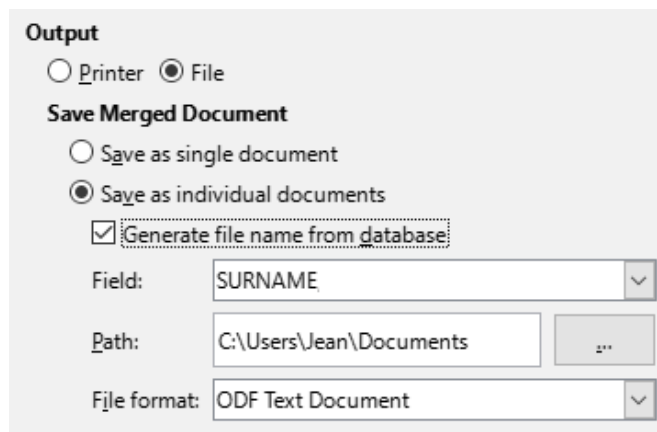 Output
Printer File
Save Merged Document
Save as single document
Save as individual documents
Generate file name from database
Field: SURNAME
Path: C:\Users\Jean\Documents ...
File format: ODF Text Document